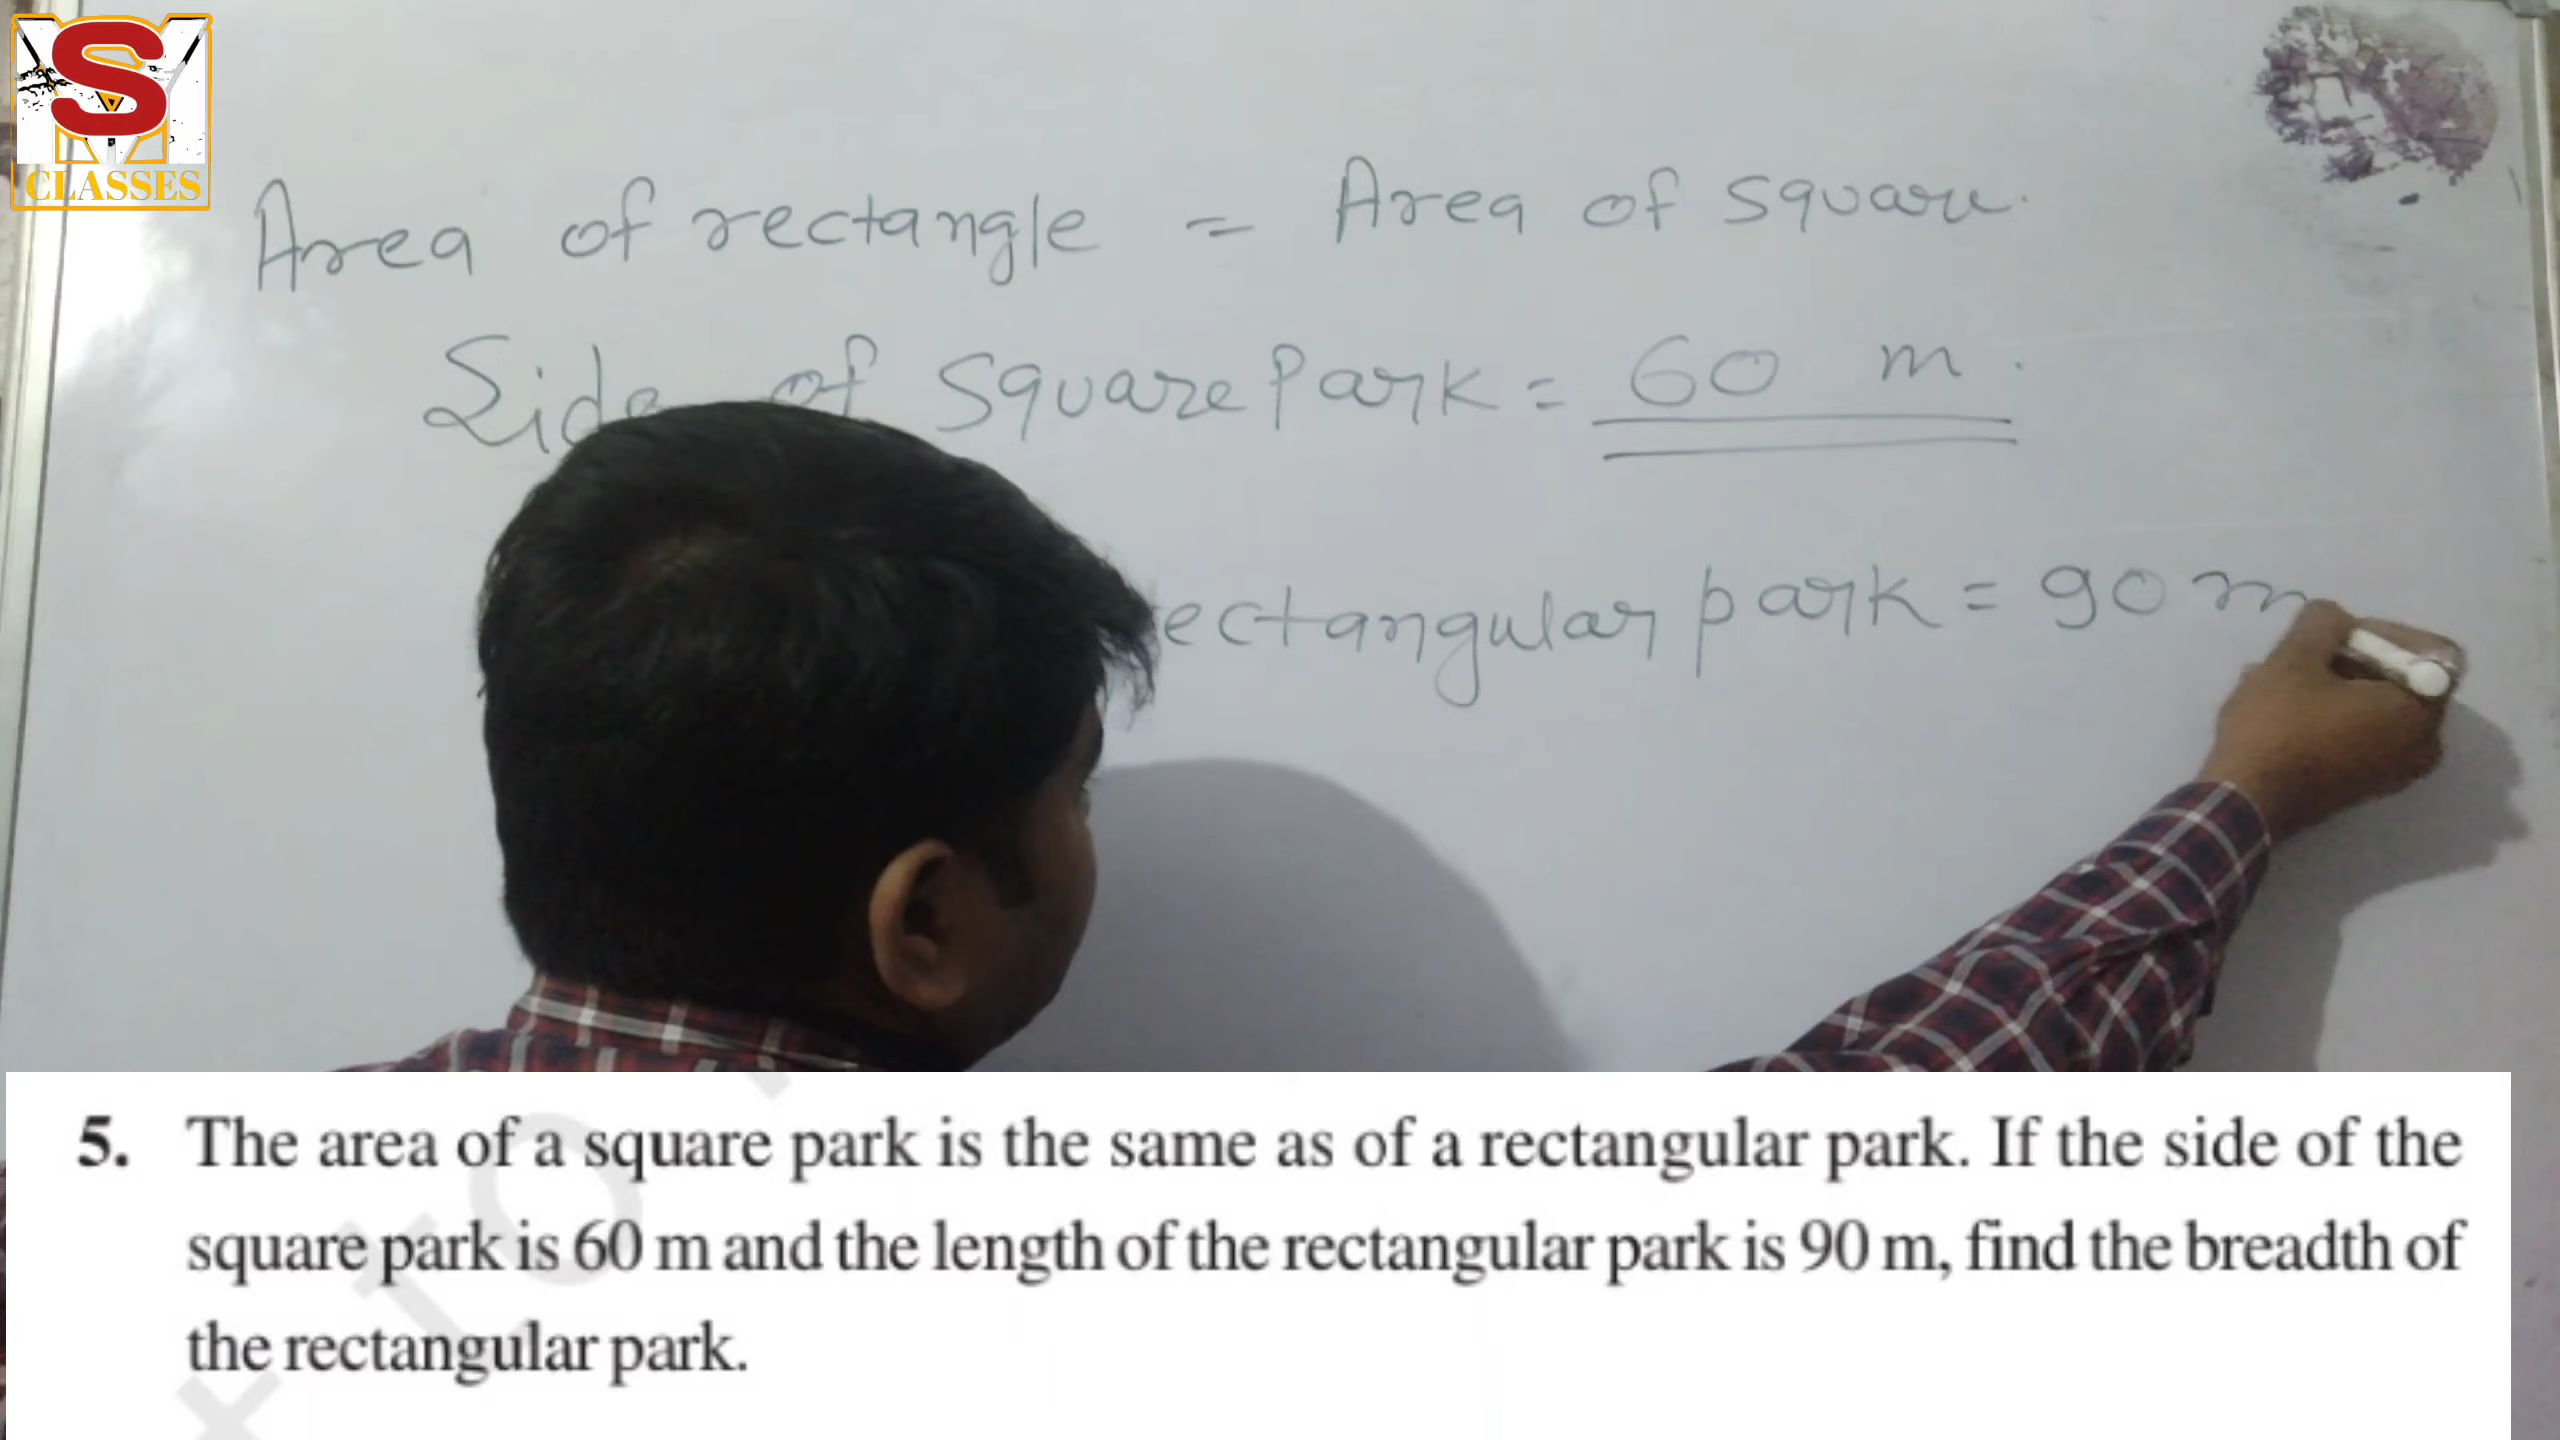 S
CLASSES
Area of rectangle = Area of square.
Side of Square Park = 60 m.
ectangular park = 90 m
5. The area of a square park is the same as of a rectangular park. If the side of the
square park is 60 m and the length of the rectangular park is 90 m, find the breadth of
the rectangular park.